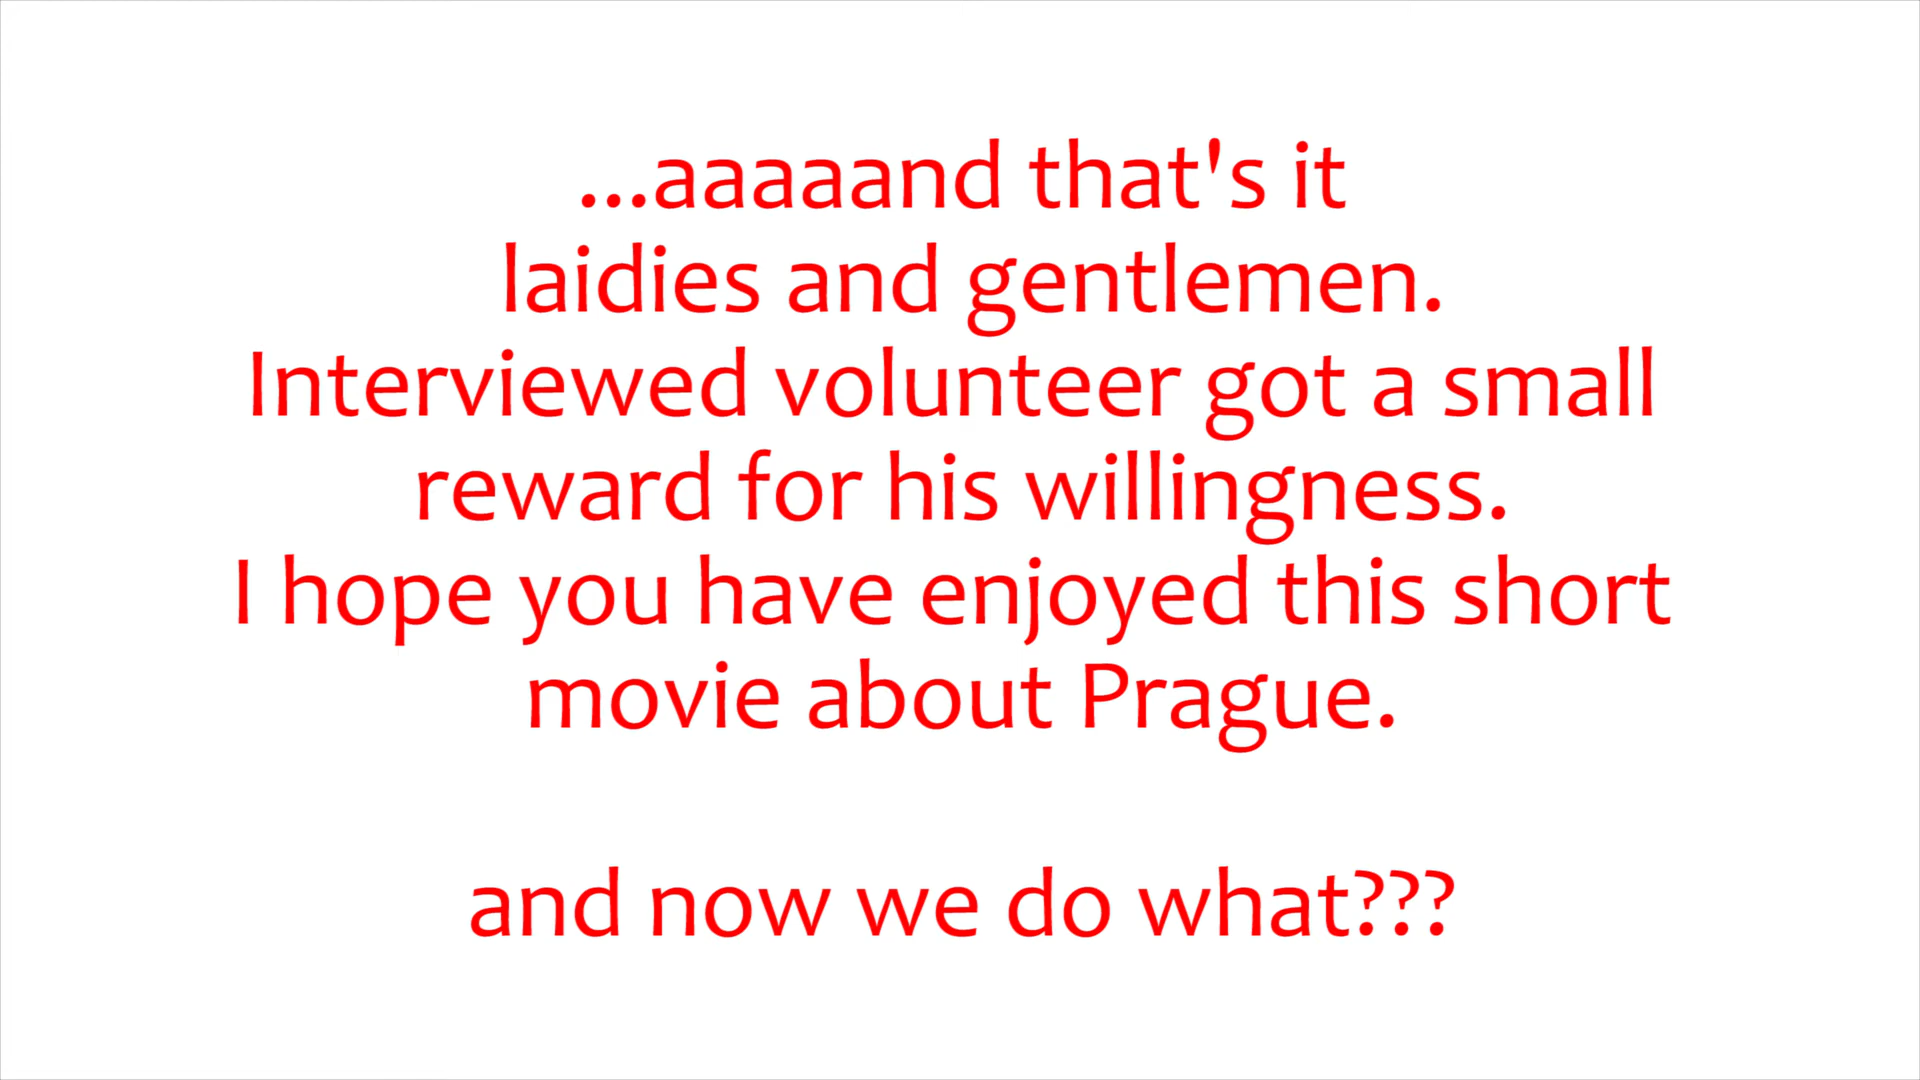 ...aaaaand that's it
laidies and gentlemen.
Interviewed volunteer got a small
reward for his willingness.
I hope you have enjoyed this short
movie about Prague.
and now we do what???